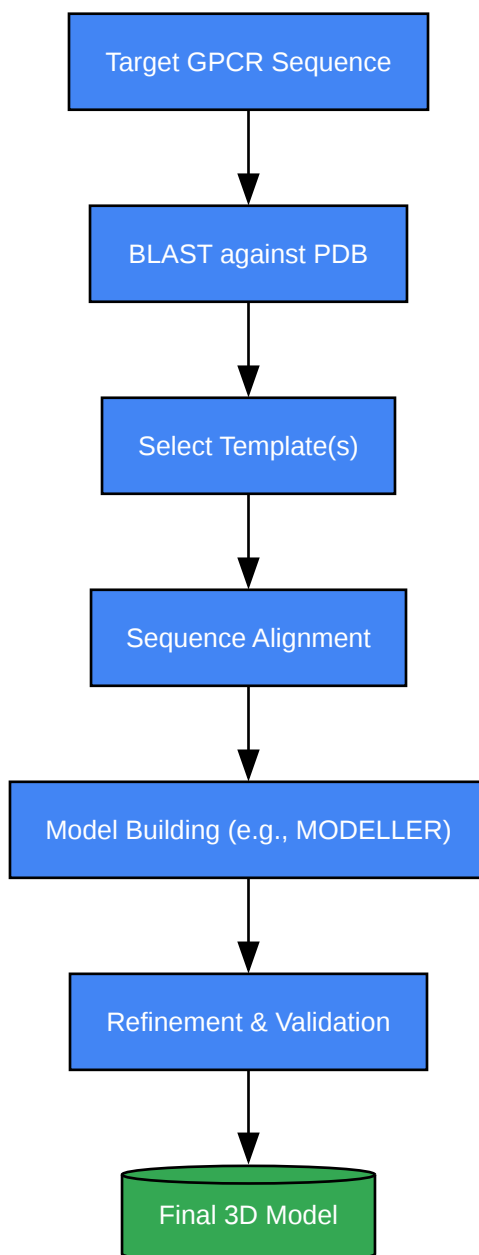 Target GPCR Sequence
BLAST against PDB
Select Template(s)
Sequence Alignment
Model Building (e.g., MODELLER)
Refinement & Validation
Final 3D Model